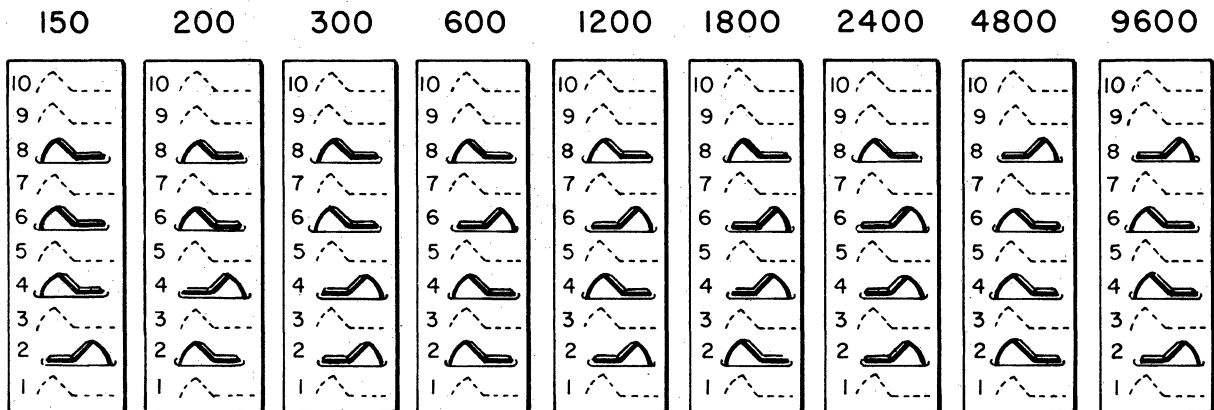 150 200 300 600 1200 1800 2400 4800 9600
10 10 10 10 10 10 10 10 10
9 9 9 9 9 9 9 9 9
8 8 8 8 8 8 8 8 8
7 7 7 7 7 7 7 7 7
6 6 6 6 6 6 6 6 6
5 5 5 5 5 5 5 5 5
4 4 4 4 4 4 4 4 4
3 3 3 3 3 3 3 3 3
2 2 2 2 2 2 2 2 2
1 1 1 1 1 1 1 1 1